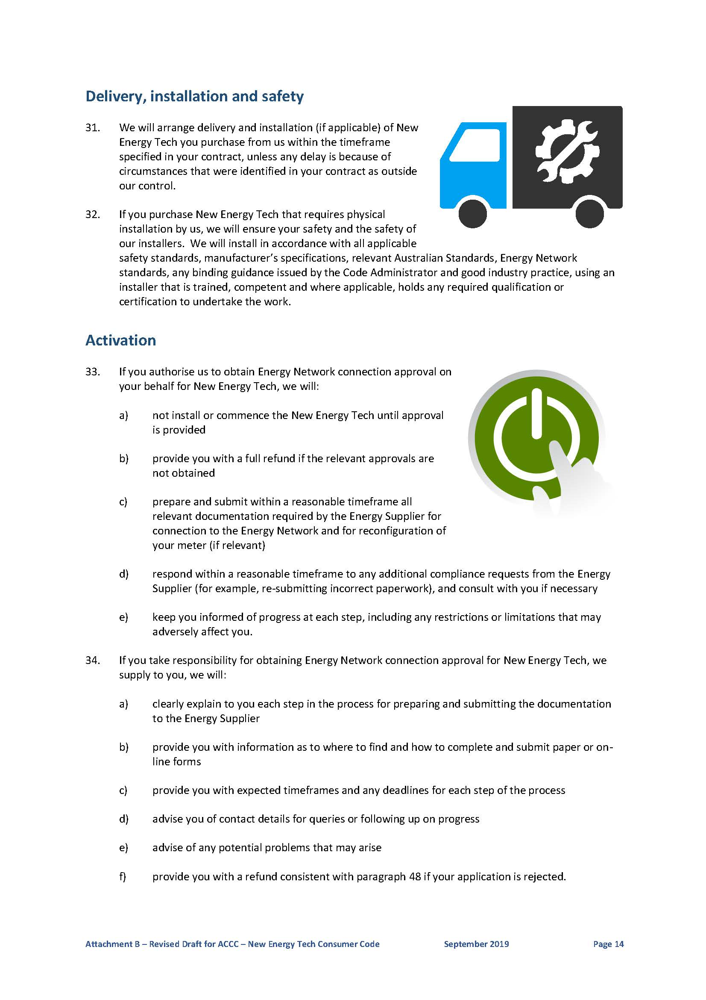 Delivery, installation and safety
31. We will arrange delivery and installation (if applicable) of New
Energy Tech you purchase from us within the timeframe
specified in your contract, unless any delay is because of
circumstances that were identified in your contract as outside
our control.
32. If you purchase New Energy Tech that requires physical
installation by us, we will ensure your safety and the safety of
our installers.  We will install in accordance with all applicable
safety standards, manufacturer’s specifications, relevant Australian Standards, Energy Network
standards, any binding guidance issued by the Code Administrator and good industry practice, using an
installer that is trained, competent and where applicable, holds any required qualification or
certification to undertake the work.
Activation
33. If you authorise us to obtain Energy Network connection approval on
your behalf for New Energy Tech, we will:
a) not install or commence the New Energy Tech until approval
is provided
b) provide you with a full refund if the relevant approvals are
not obtained
c) prepare and submit within a reasonable timeframe all
relevant documentation required by the Energy Supplier for
connection to the Energy Network and for reconfiguration of
your meter (if relevant)
d) respond within a reasonable timeframe to any additional compliance requests from the Energy
Supplier (for example, re-submitting incorrect paperwork), and consult with you if necessary
e) keep you informed of progress at each step, including any restrictions or limitations that may
adversely affect you.
34. If you take responsibility for obtaining Energy Network connection approval for New Energy Tech, we
supply to you, we will:
a) clearly explain to you each step in the process for preparing and submitting the documentation
to the Energy Supplier
b) provide you with information as to where to find and how to complete and submit paper or on-
line forms
c) provide you with expected timeframes and any deadlines for each step of the process
d) advise you of contact details for queries or following up on progress
e) advise of any potential problems that may arise
f) provide you with a refund consistent with paragraph 48 if your application is rejected.
Attachment B – Revised Draft for ACCC – New Energy Tech Consumer Code September 2019 Page 14